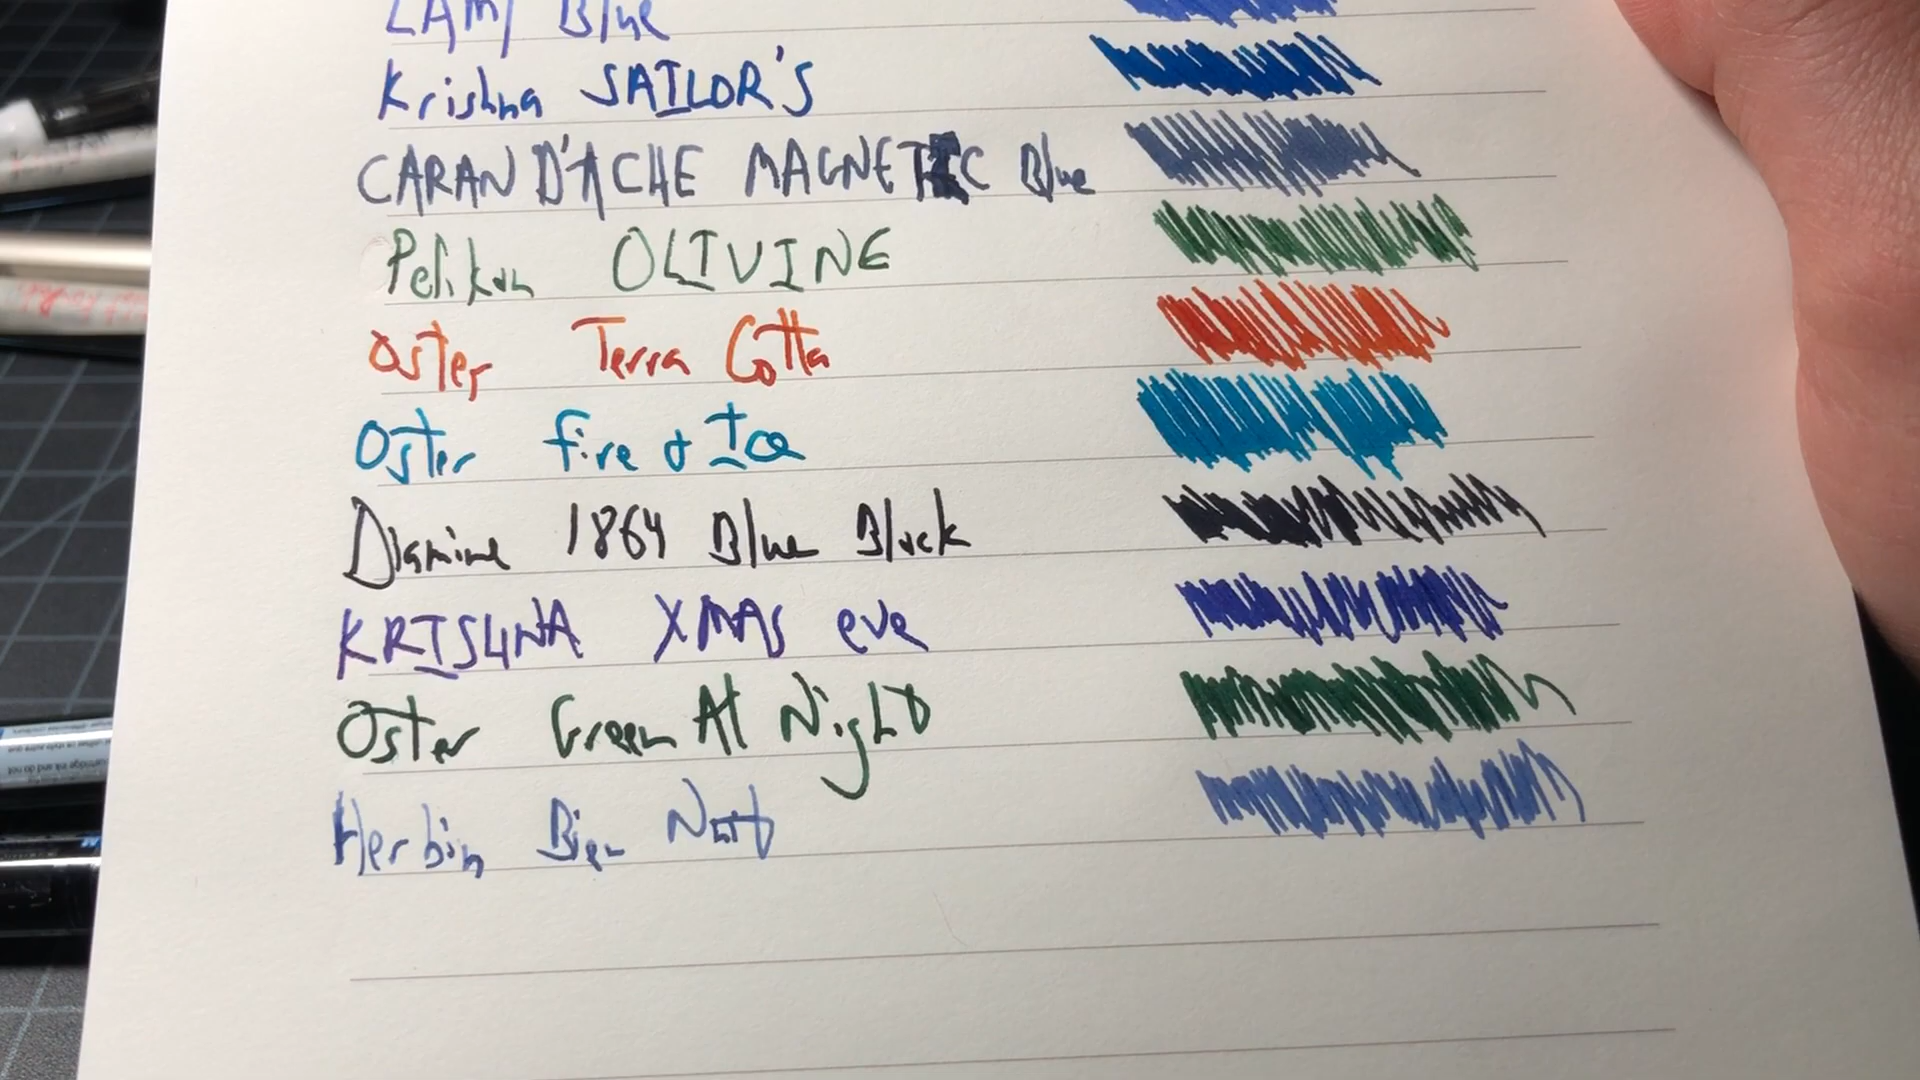 LAMY Blue
Krishna SAILOR'S
CARAN D'ACHE MAGNETIC Blue
Pelikan OLIVINE
Oster Terra Cotta
Oster Fire & Ice
Diamine 1864 Blue Black
KRISHNA XMAS eve
Oster Green At Night
Herbin Bleu